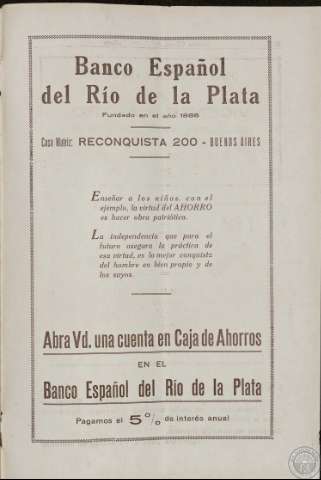 Banco Español
del Río de la Plata
Fundado en el año 1886
Casa Matriz: RECONQUISTA 200 - BUENOS AIRES
Enseñar a los niños, con el
ejemplo, la virtud del AHORRO
es hacer obra patriótica.
La independencia que para el
futuro asegura la práctica de
esa virtud, es la mejor conquista
del hombre en bien propio y de
los suyos.
Abra Vd. una cuenta en Caja de Ahorros
EN EL
Banco Español del Río de la Plata
Pagamos el 5% de interés anual